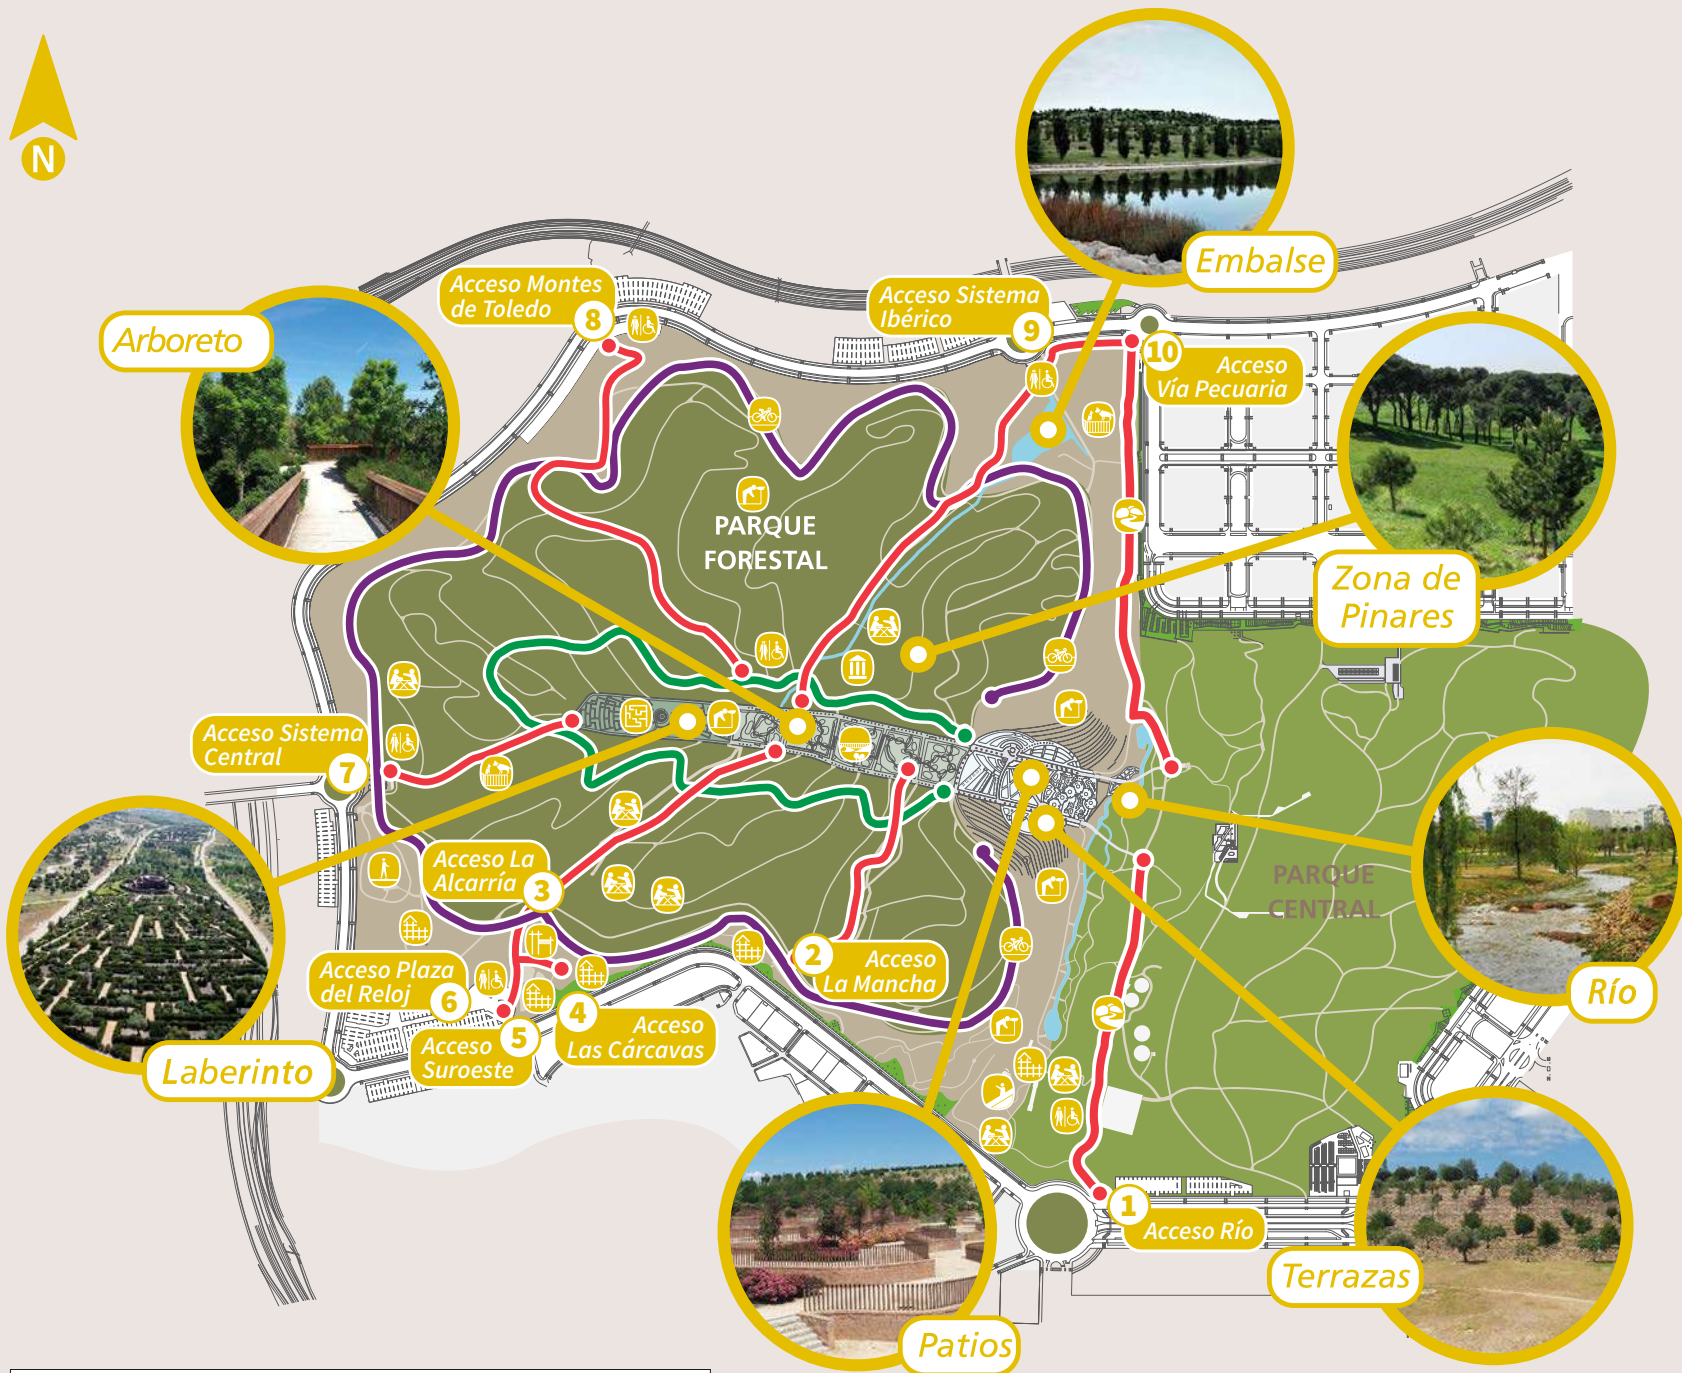 N
Embalse
Acceso Montes
de Toledo
8
Acceso Sistema
Ibérico
9
Arboreto
10
Acceso
Vía Pecuaria
PARQUE
FORESTAL
Zona de
Pinares
Acceso Sistema
Central
7
Acceso La
Alcarría
3
PARQUE
CENTRAL
2
Acceso
La Mancha
Acceso Plaza
del Reloj
6
Río
4
Acceso
Las Cárcavas
5
Acceso
Suroeste
Laberinto
1
Acceso Río
Terrazas
Patios